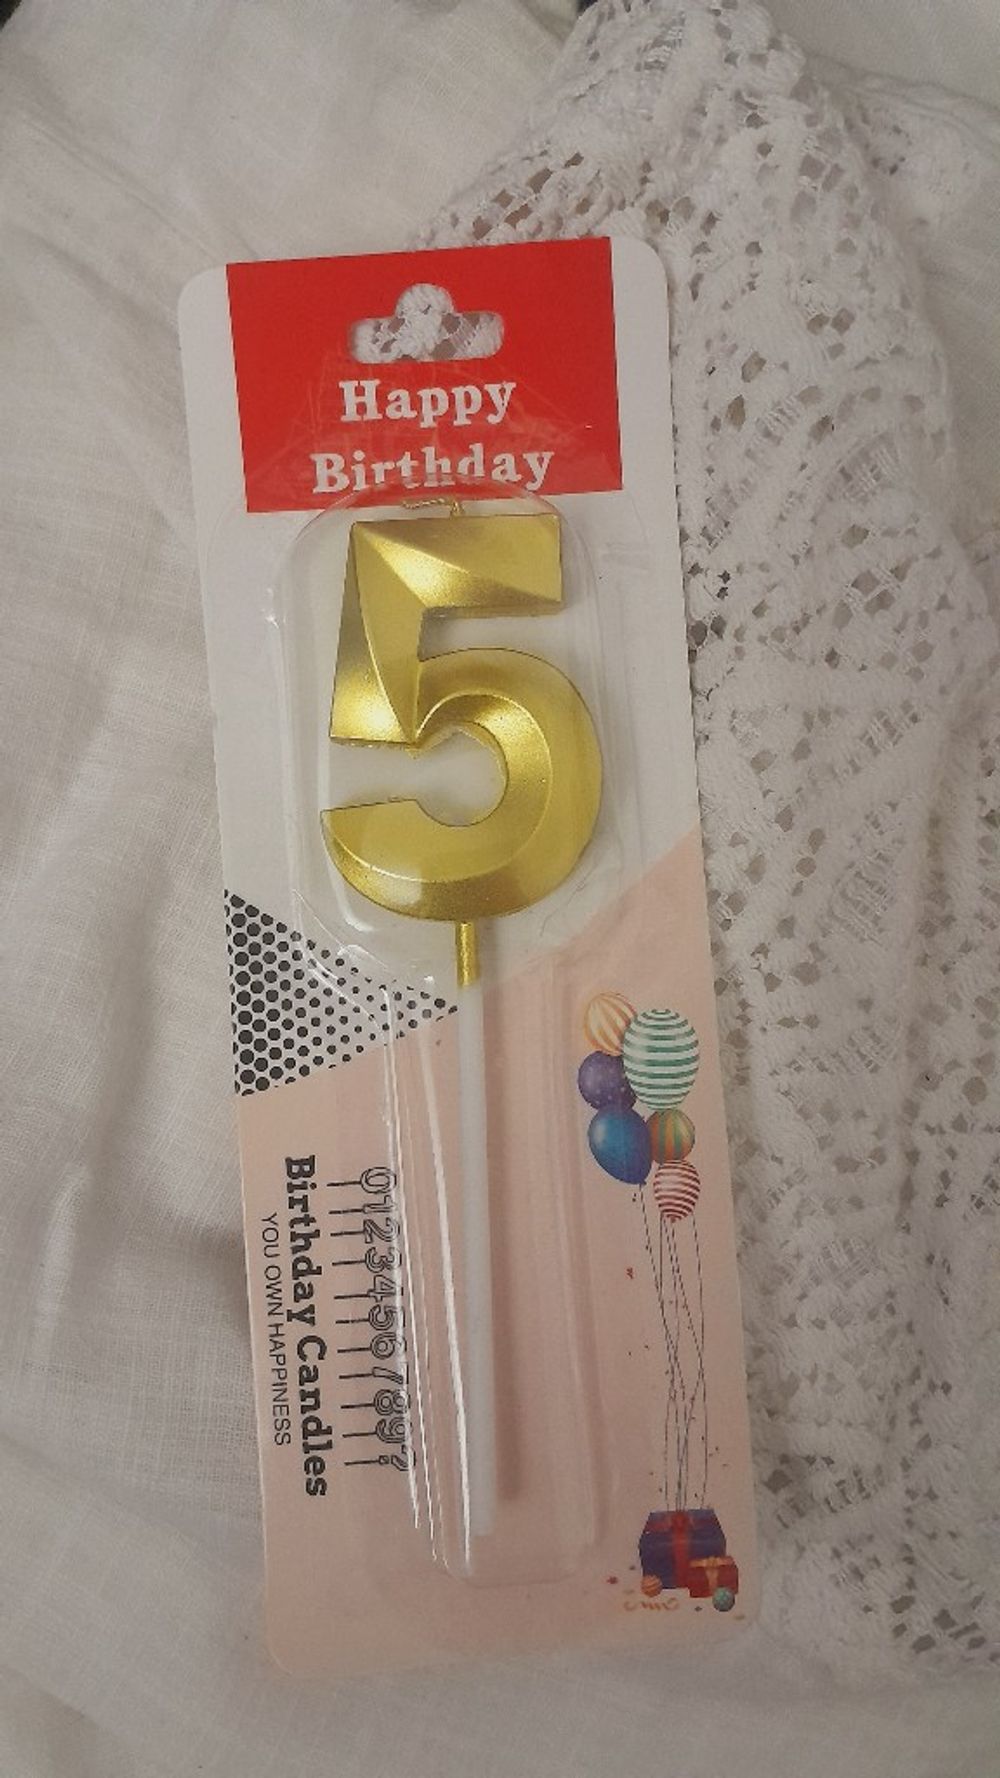 Happy
Birthday
5
0123456789?
Birthday Candles
YOU OWN HAPPINESS